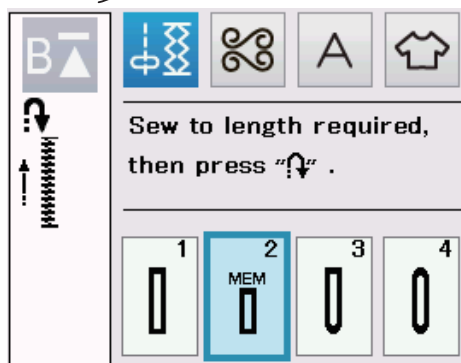 B
A
Sew to length required,
then press "" .
1
2
3
4
MEM